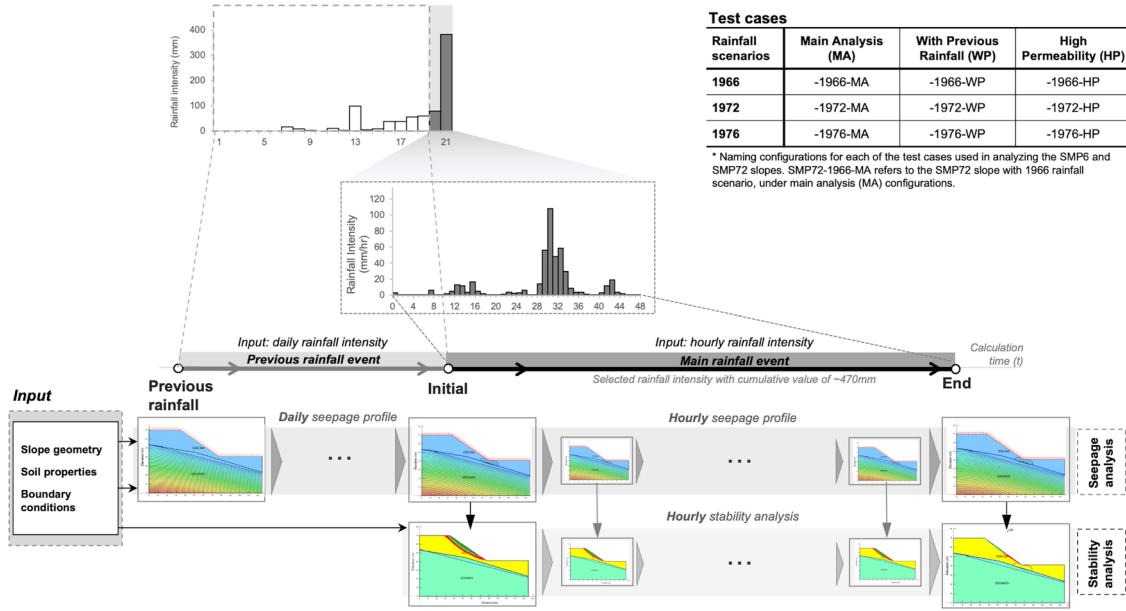 Rainfall intensity (mm)
400
300
200
100
0
1 5 9 13 17 21
Test cases
Rainfall scenarios
Main Analysis (MA)
With Previous Rainfall (WP)
High Permeability (HP)
1966 -1966-MA -1966-WP -1966-HP
1972 -1972-MA -1972-WP -1972-HP
1976 -1976-MA -1976-WP -1976-HP
* Naming configurations for each of the test cases used in analyzing the SMP6 and
SMP72 slopes. SMP72-1966-MA refers to the SMP72 slope with 1966 rainfall
scenario, under main analysis (MA) configurations.
Rainfall Intensity
(mm/hr)
120
100
80
60
40
20
0
0 4 8 12 16 20 24 28 32 36 40 44 48
Input: daily rainfall intensity
Previous rainfall event
Input: hourly rainfall intensity
Main rainfall event
Calculation
time (t)
Selected rainfall intensity with cumulative value of ~470mm
Previous
rainfall
Initial
End
Input
Slope geometry
Soil properties
Boundary
conditions
Daily seepage profile
Hourly seepage profile
...
...
Seepage
analysis
Hourly stability analysis
...
Stability
analysis